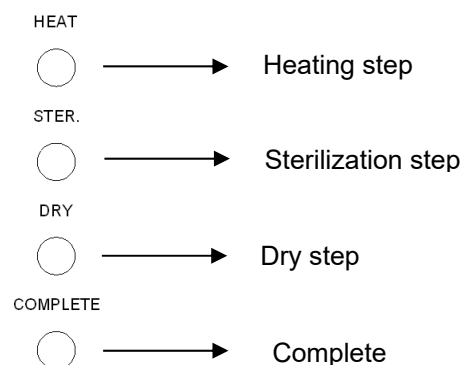 HEAT
Heating step
STER.
Sterilization step
DRY
Dry step
COMPLETE
Complete